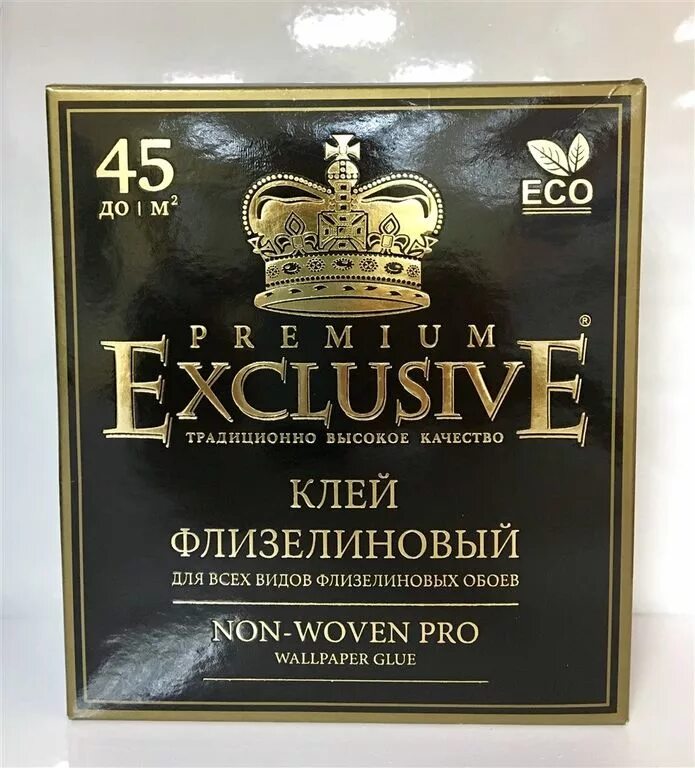 45
ДО М²
ECO
PREMIUM
EXCLUSIVE®
ТРАДИЦИОННО ВЫСОКОЕ КАЧЕСТВО
КЛЕЙ
ФЛИЗЕЛИНОВЫЙ
ДЛЯ ВСЕХ ВИДОВ ФЛИЗЕЛИНОВЫХ ОБОЕВ
NON-WOVEN PRO
WALLPAPER GLUE